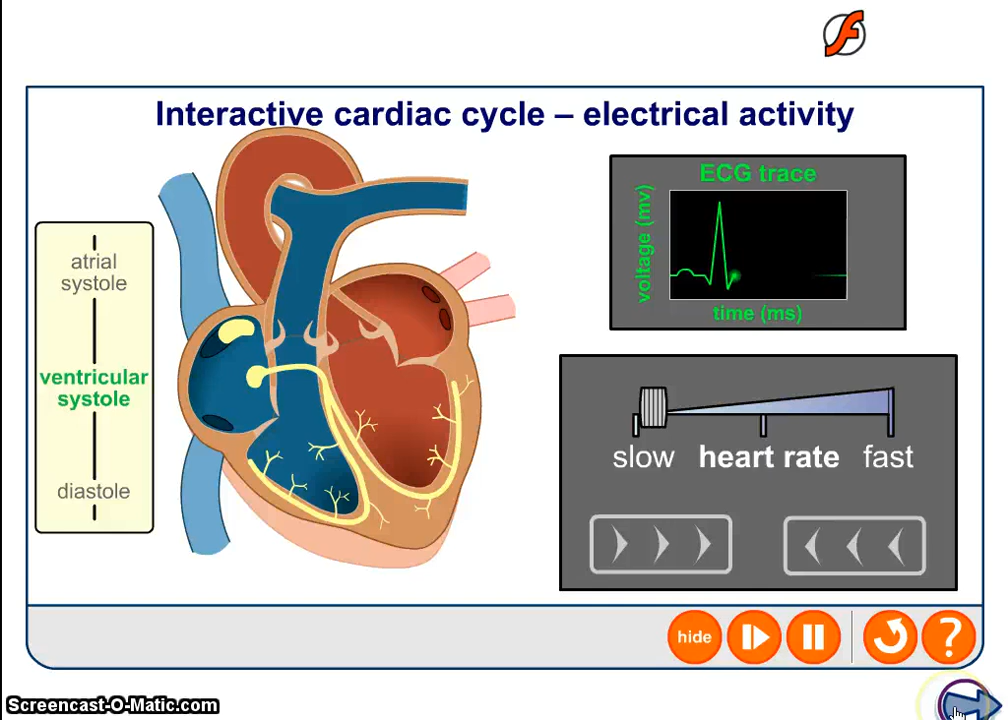 Interactive cardiac cycle – electrical activity
atrial
systole
ventricular
systole
diastole
ECG trace
voltage (mv)
time (ms)
slow heart rate fast
hide
?
Screencast-O-Matic.com